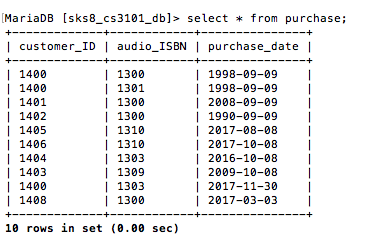 MariaDB [sks8_cs3101_db]> select * from purchase;
+-------------+------------+---------------+
| customer_ID | audio_ISBN | purchase_date |
+-------------+------------+---------------+
| 1400 | 1300 | 1998-09-09 |
| 1400 | 1301 | 1998-09-09 |
| 1401 | 1300 | 2008-09-09 |
| 1402 | 1300 | 1990-09-09 |
| 1405 | 1310 | 2017-08-08 |
| 1406 | 1310 | 2017-10-08 |
| 1404 | 1303 | 2016-10-08 |
| 1403 | 1309 | 2009-10-08 |
| 1400 | 1303 | 2017-11-30 |
| 1408 | 1300 | 2017-03-03 |
+-------------+------------+---------------+
10 rows in set (0.00 sec)